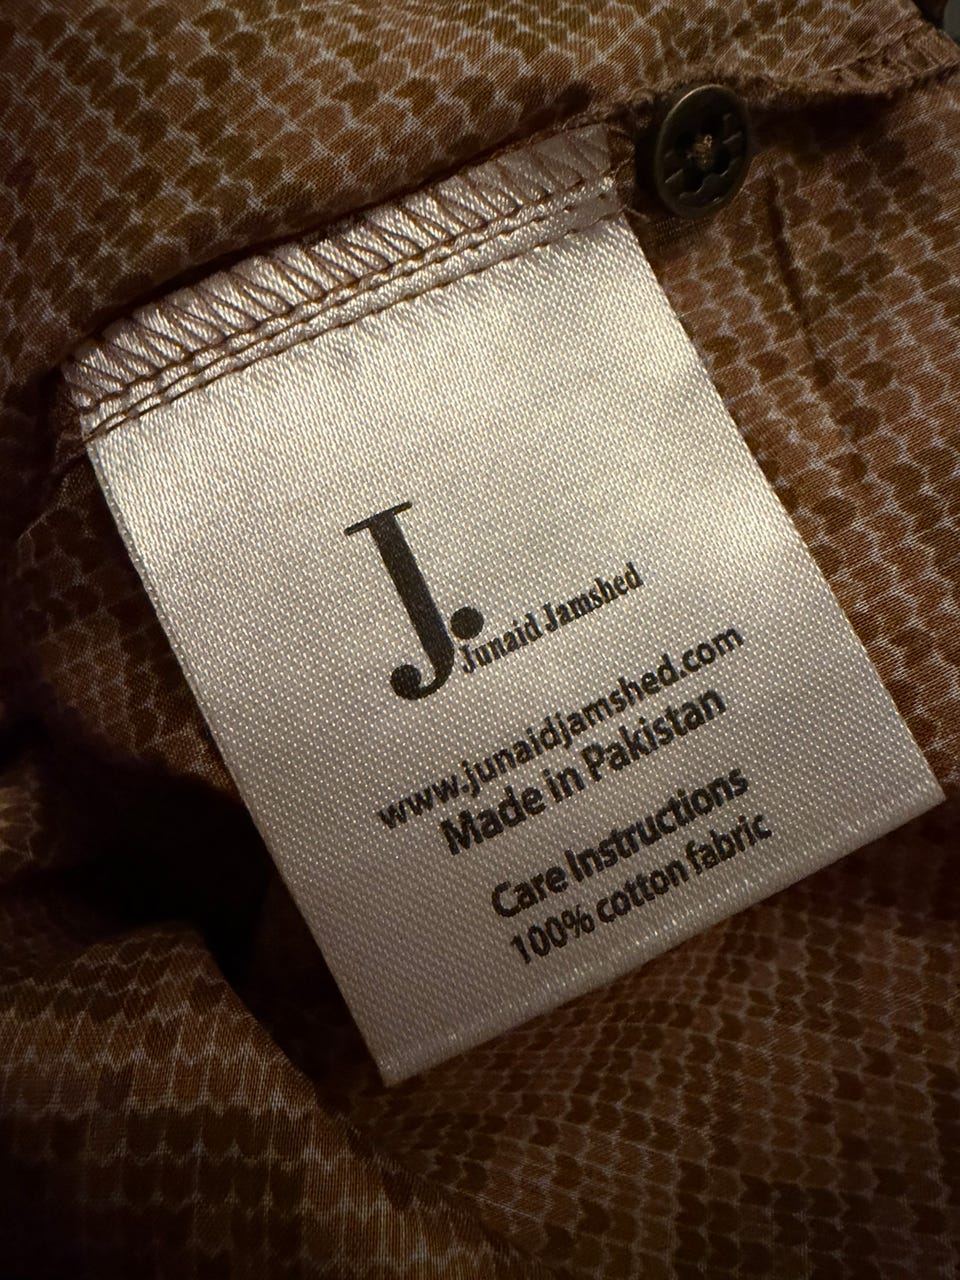 J.
Junaid Jamshed
www.junaidjamshed.com
Made in Pakistan
Care Instructions
100% cotton fabric